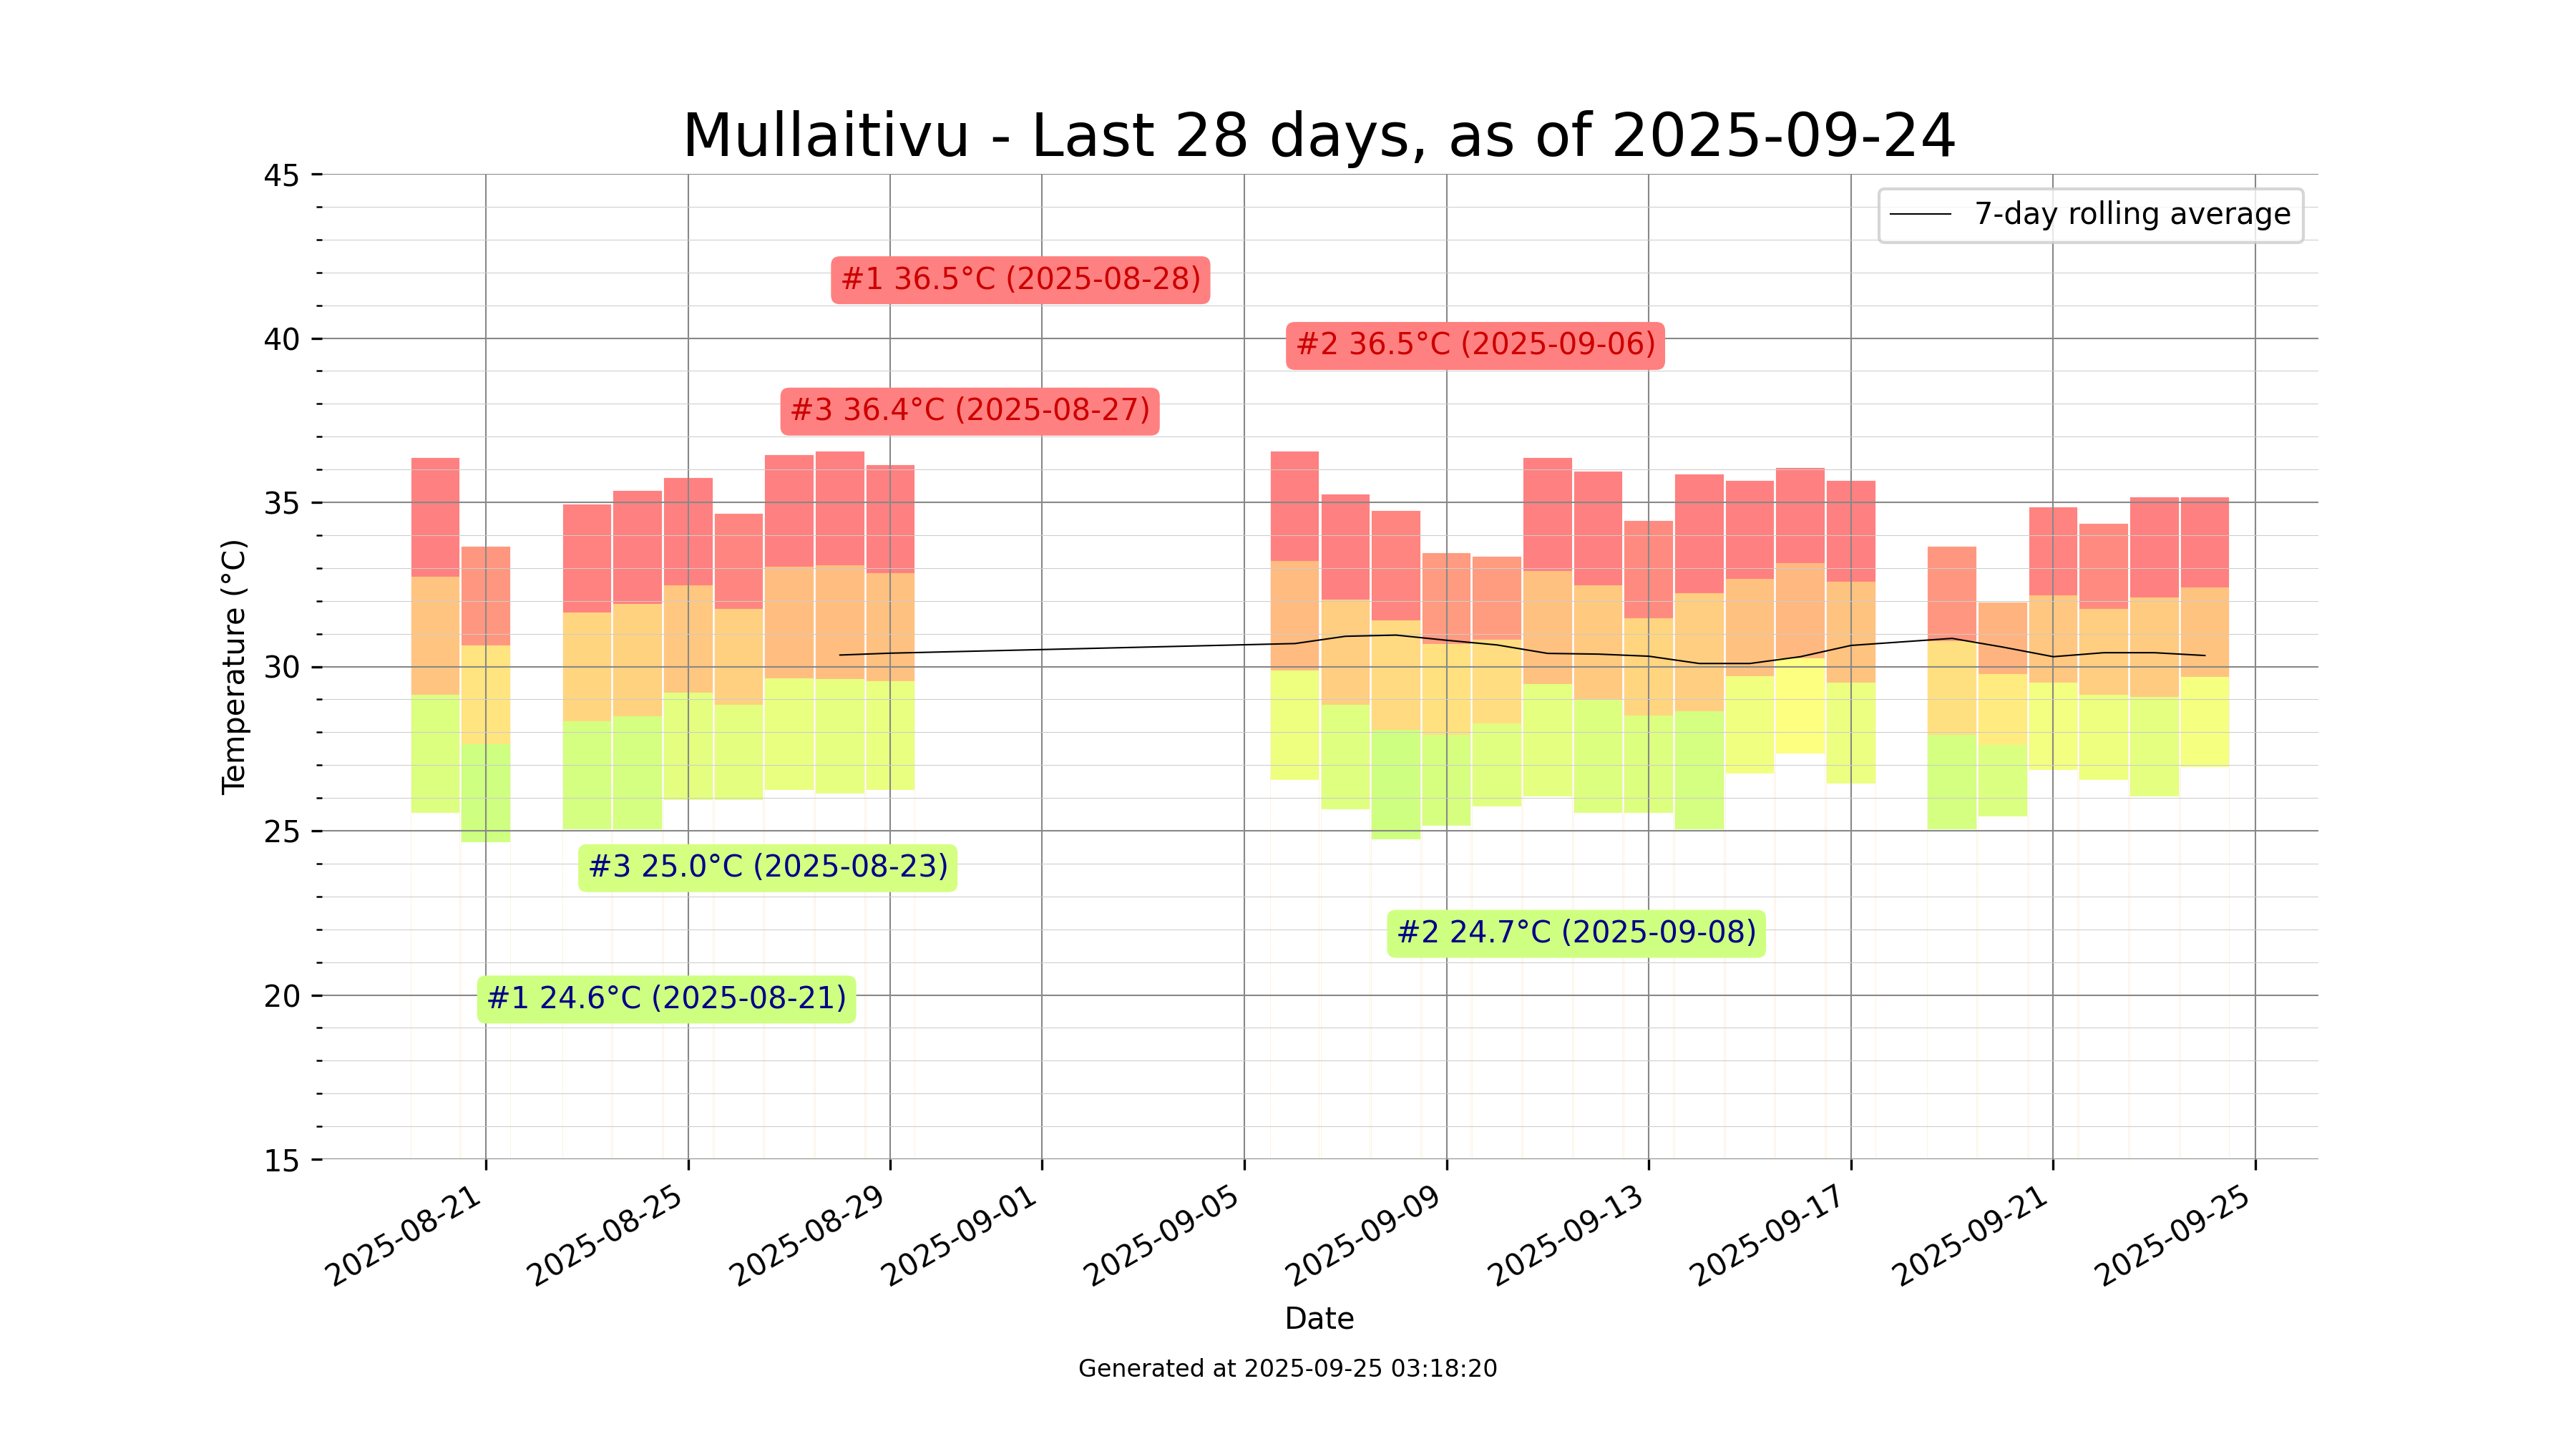 Mullaitivu - Last 28 days, as of 2025-09-24
7-day rolling average
45
40
35
30
25
20
15
Temperature (°C)
#1 36.5°C (2025-08-28)
#2 36.5°C (2025-09-06)
#3 36.4°C (2025-08-27)
#3 25.0°C (2025-08-23)
#2 24.7°C (2025-09-08)
#1 24.6°C (2025-08-21)
2025-08-21
2025-08-25
2025-08-29
2025-09-01
2025-09-05
2025-09-09
2025-09-13
2025-09-17
2025-09-21
2025-09-25
Date
Generated at 2025-09-25 03:18:20